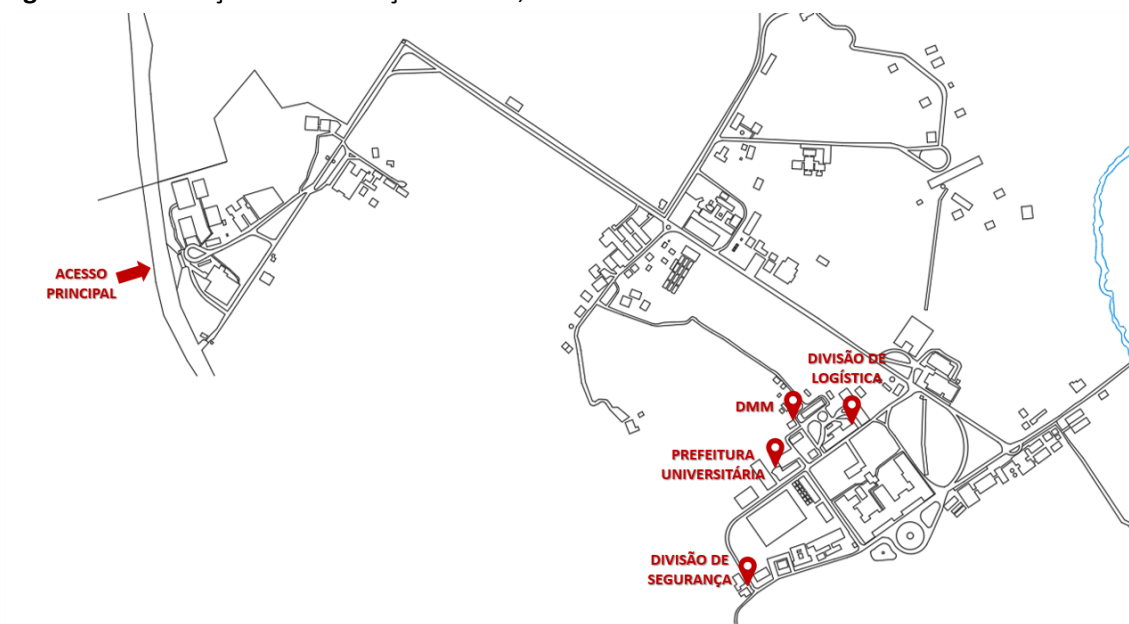 ACESSO
PRINCIPAL
DIVISÃO DE
LOGÍSTICA
DMM
PREFEITURA
UNIVERSITÁRIA
DIVISÃO DE
SEGURANÇA